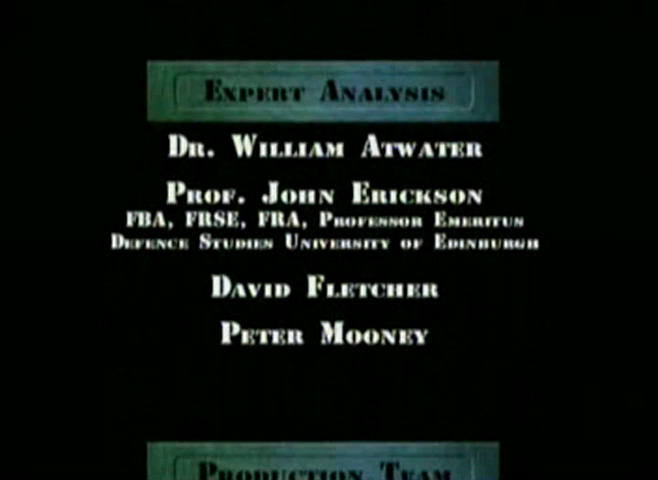 EXPERT ANALYSIS
DR. WILLIAM ATWATER
PROF. JOHN ERICKSON
FBA, FRSE, FRA, PROFESSOR EMERITUS
DEFENCE STUDIES UNIVERSITY OF EDINBURGH
DAVID FLETCHER
PETER MOONEY
PRODUCTION TEAM